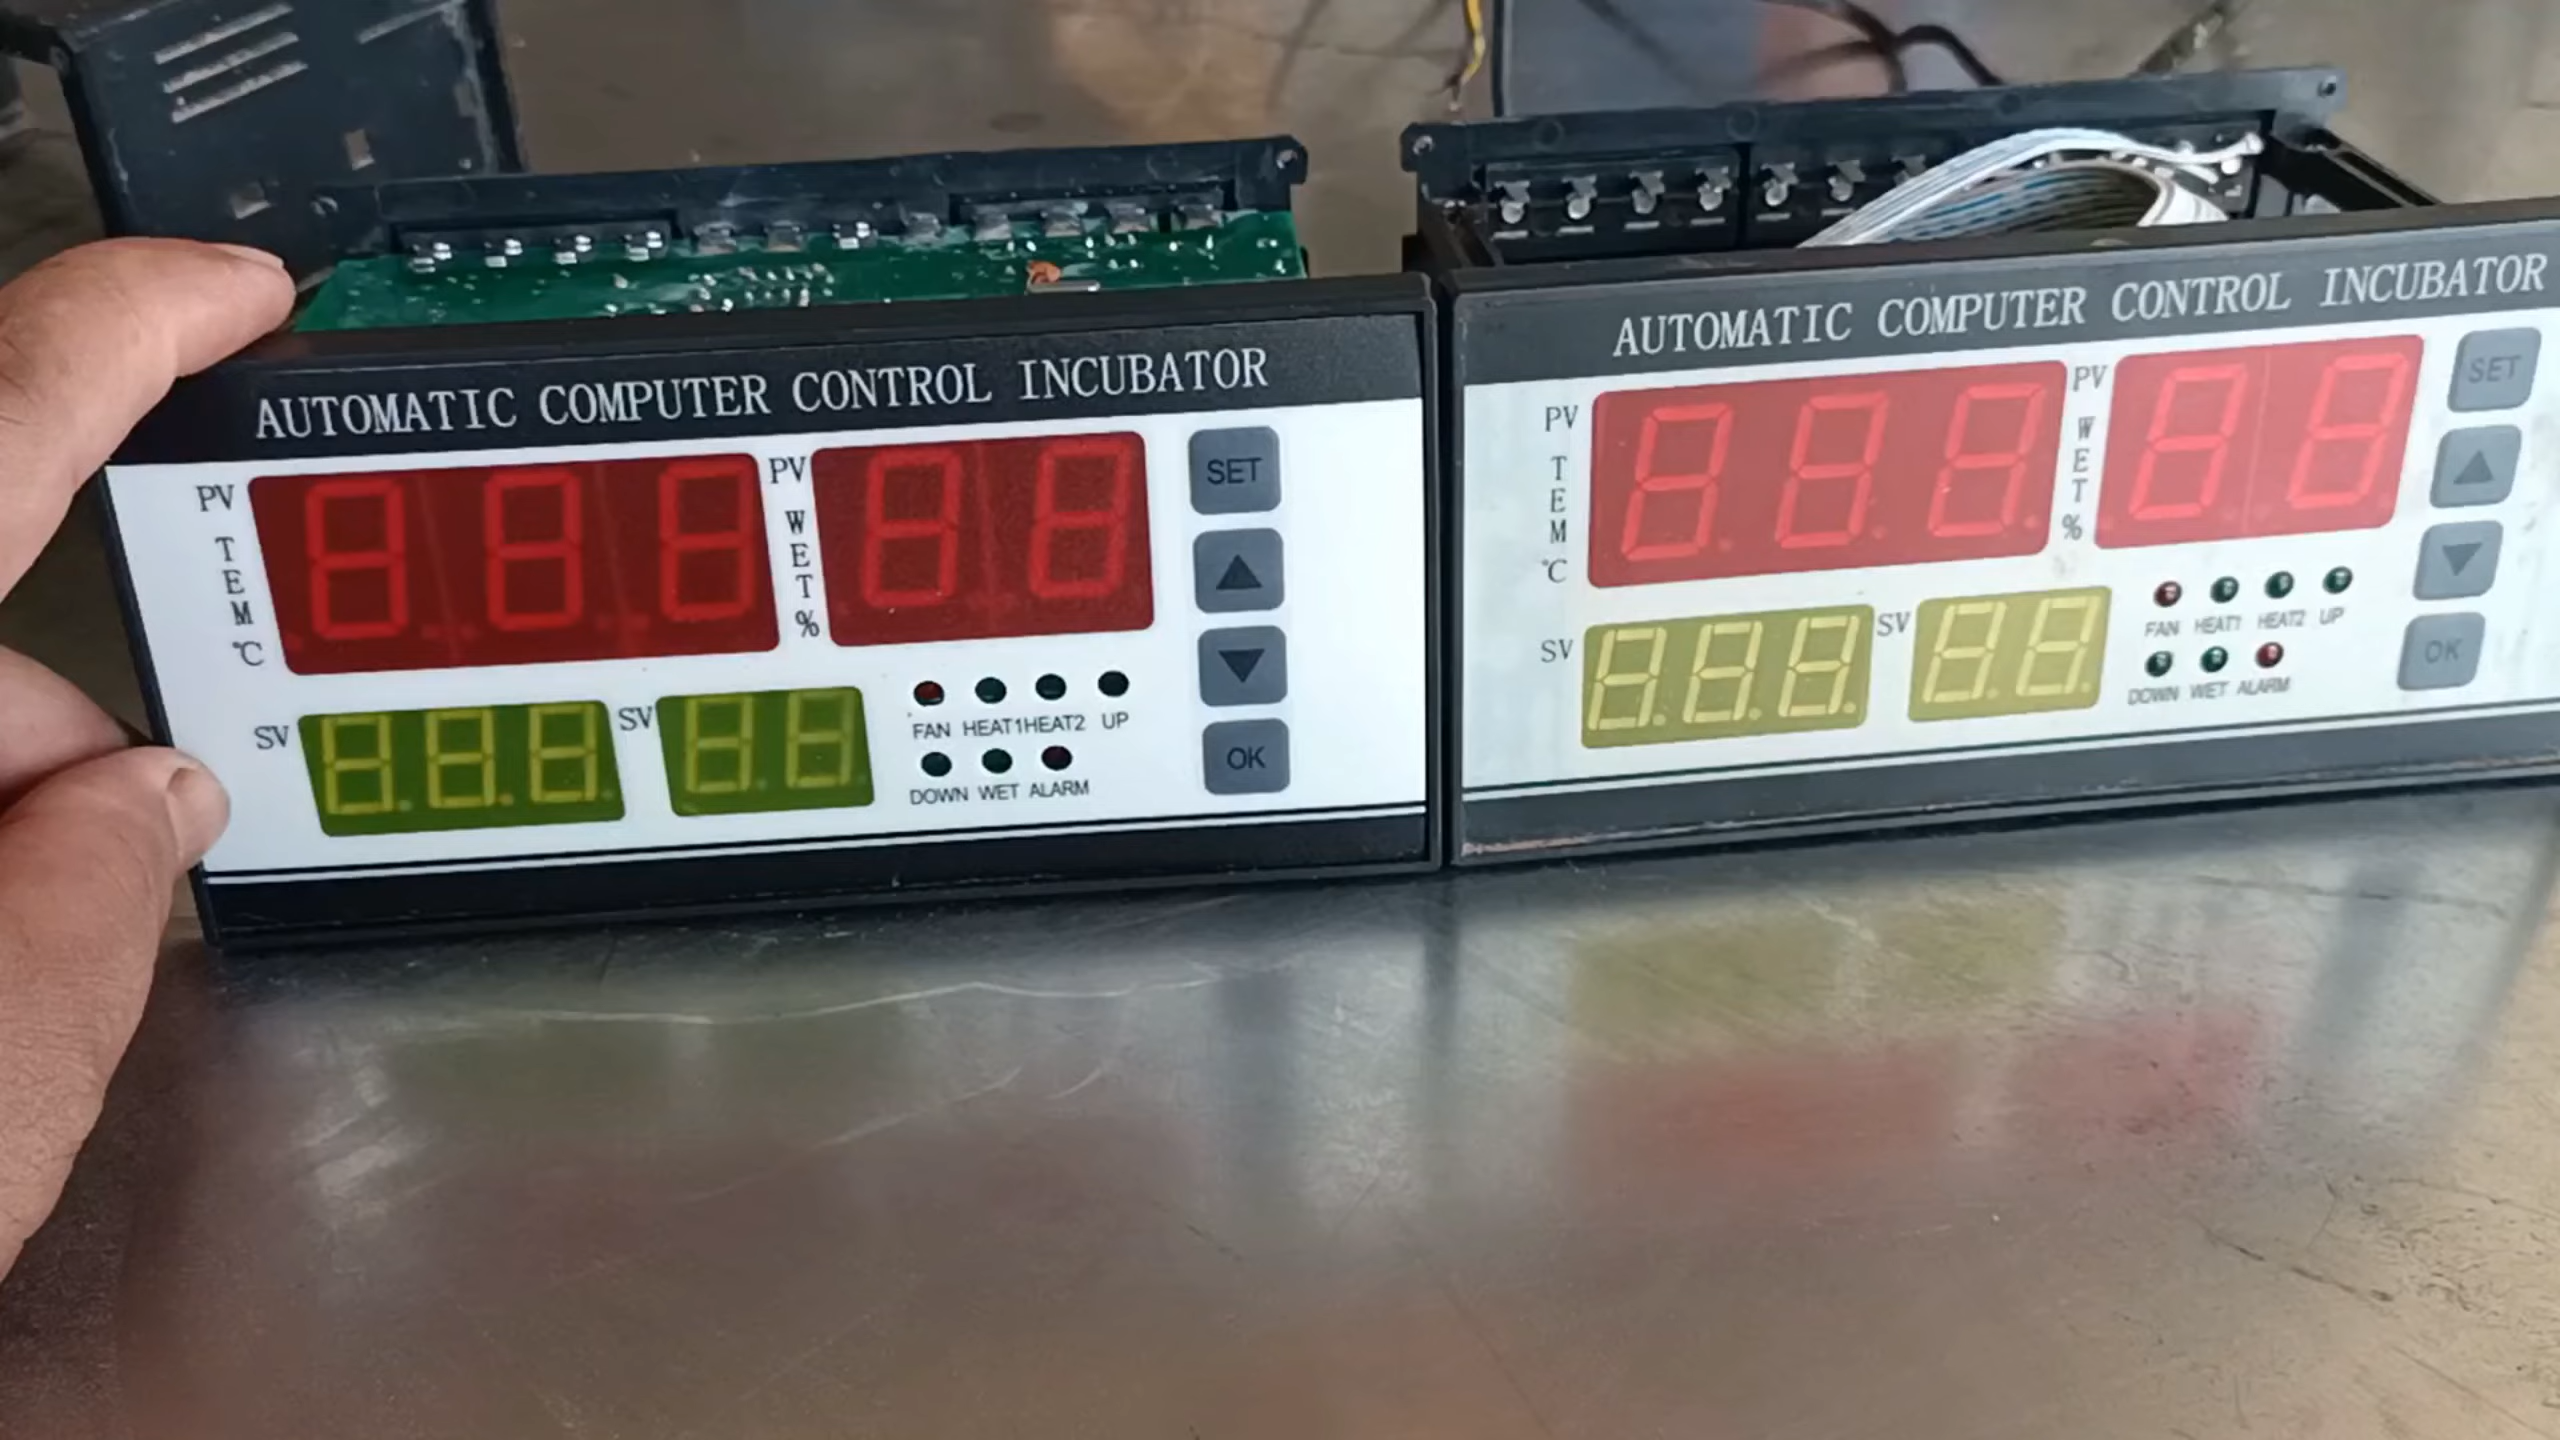 AUTOMATIC COMPUTER CONTROL INCUBATOR
PV
TEM
℃
PV
WET
%
SET
SV
SV
FAN HEAT1 HEAT2 UP
DOWN WET ALARM
OK
AUTOMATIC COMPUTER CONTROL INCUBATOR
PV
TEM
℃
PV
WET
%
SET
SV
SV
FAN HEAT1 HEAT2 UP
DOWN WET ALARM
OK